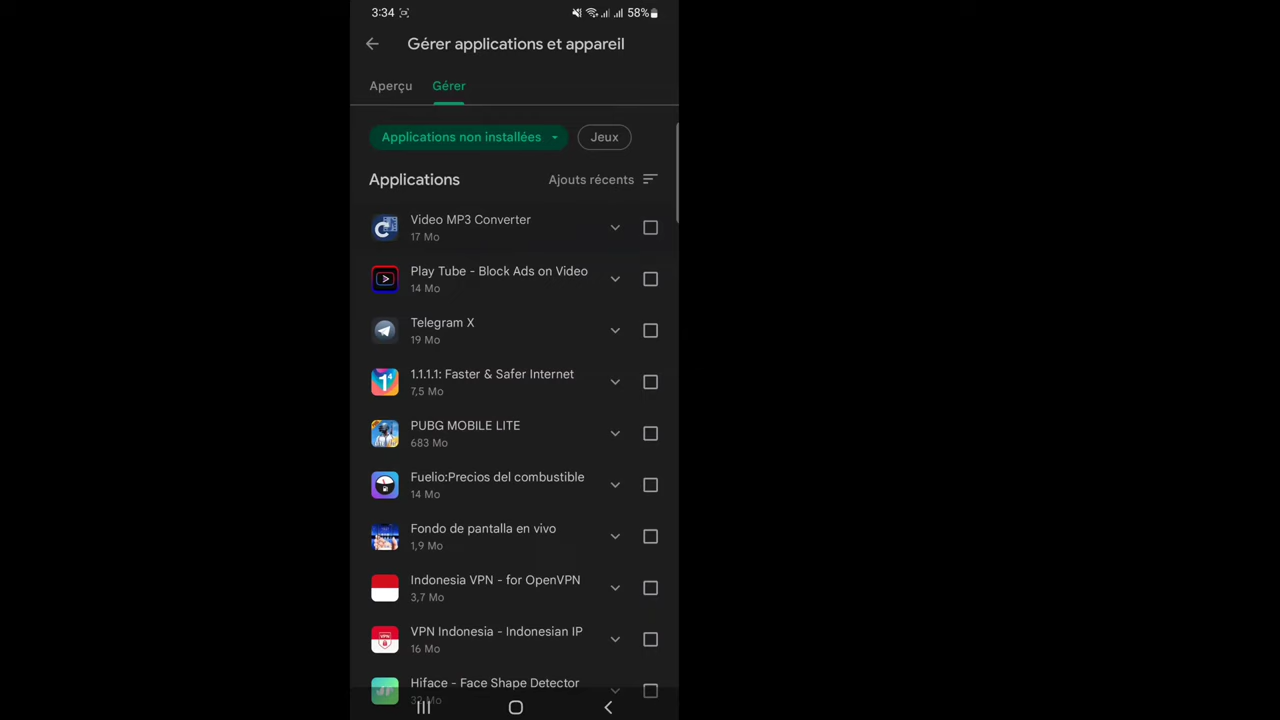 3:34
58%
Gérer applications et appareil
Aperçu
Gérer
Applications non installées
Jeux
Applications
Ajouts récents
Video MP3 Converter
17 Mo
Play Tube - Block Ads on Video
14 Mo
Telegram X
19 Mo
1.1.1.1: Faster & Safer Internet
7,5 Mo
PUBG MOBILE LITE
683 Mo
Fuelio:Precios del combustible
14 Mo
Fondo de pantalla en vivo
1,9 Mo
Indonesia VPN - for OpenVPN
3,7 Mo
VPN Indonesia - Indonesian IP
16 Mo
Hiface - Face Shape Detector